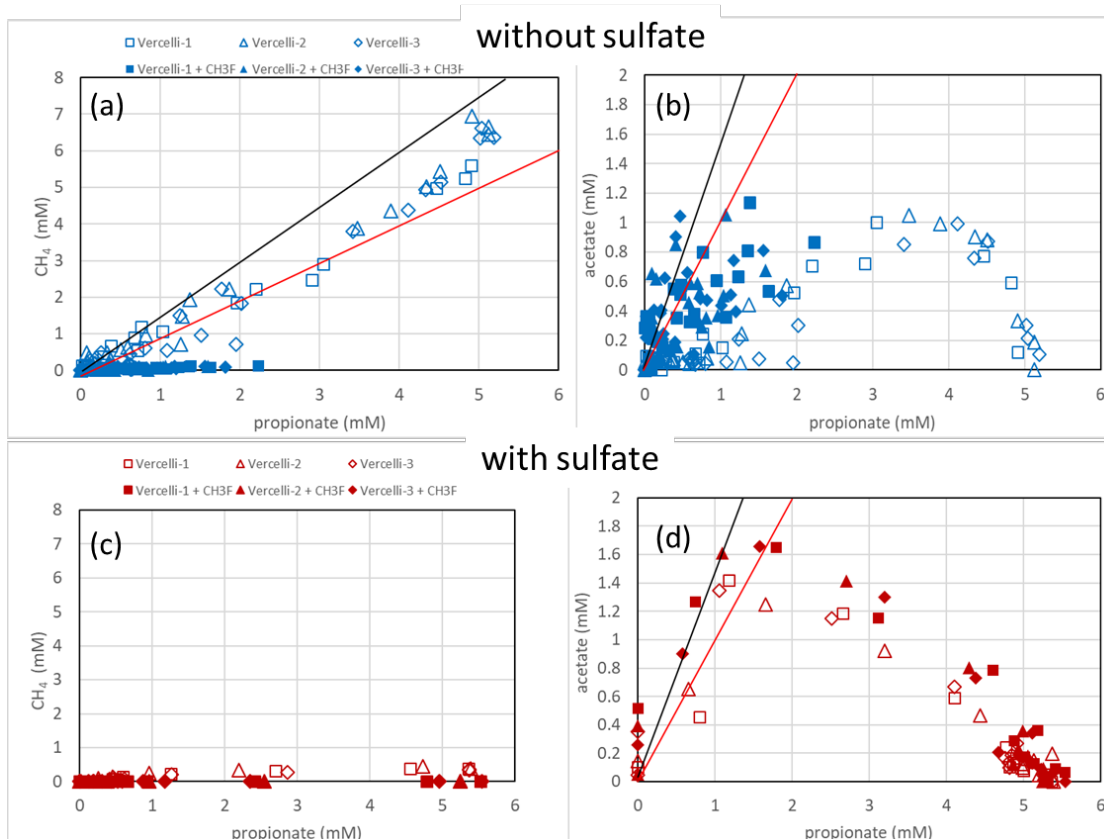 without sulfate
Vercelli-1 Vercelli-2 Vercelli-3
Vercelli-1 + CH3F Vercelli-2 + CH3F Vercelli-3 + CH3F
(a)
CH4 (mM)
8
7
6
5
4
3
2
1
0
0 1 2 3 4 5 6
propionate (mM)
(b)
acetate (mM)
2
1.8
1.6
1.4
1.2
1
0.8
0.6
0.4
0.2
0
0 1 2 3 4 5 6
propionate (mM)
with sulfate
Vercelli-1 Vercelli-2 Vercelli-3
Vercelli-1 + CH3F Vercelli-2 + CH3F Vercelli-3 + CH3F
(c)
CH4 (mM)
8
7
6
5
4
3
2
1
0
0 1 2 3 4 5 6
propionate (mM)
(d)
acetate (mM)
2
1.8
1.6
1.4
1.2
1
0.8
0.6
0.4
0.2
0
0 1 2 3 4 5 6
propionate (mM)